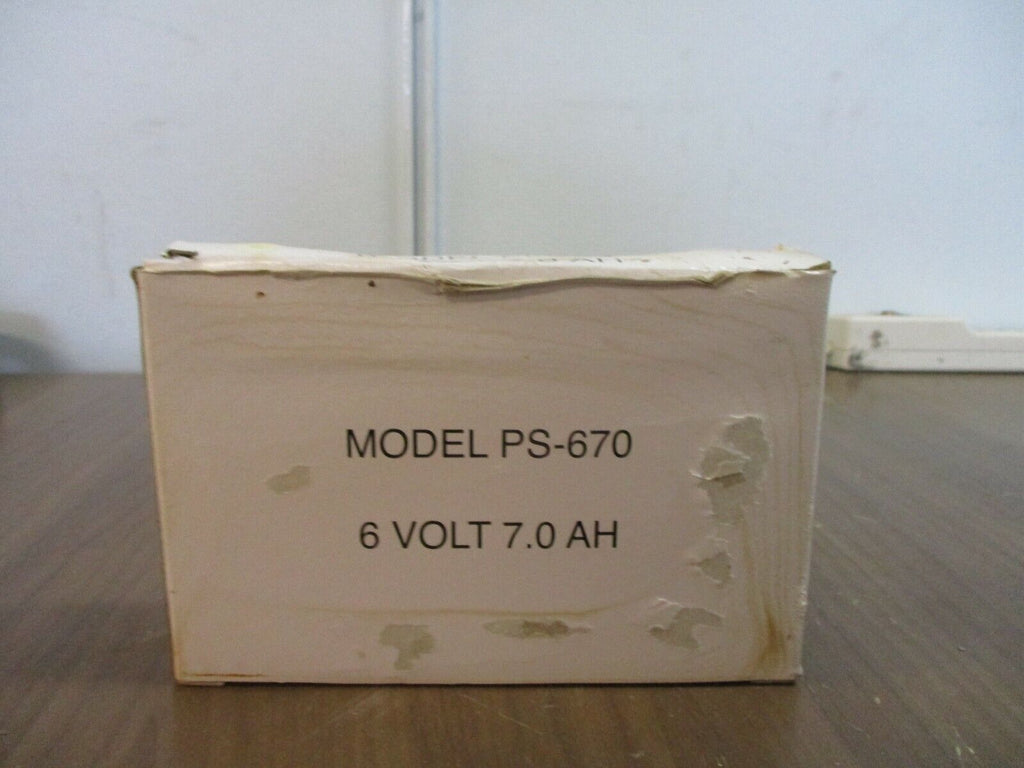 MODEL PS-670
6 VOLT 7.0 AH